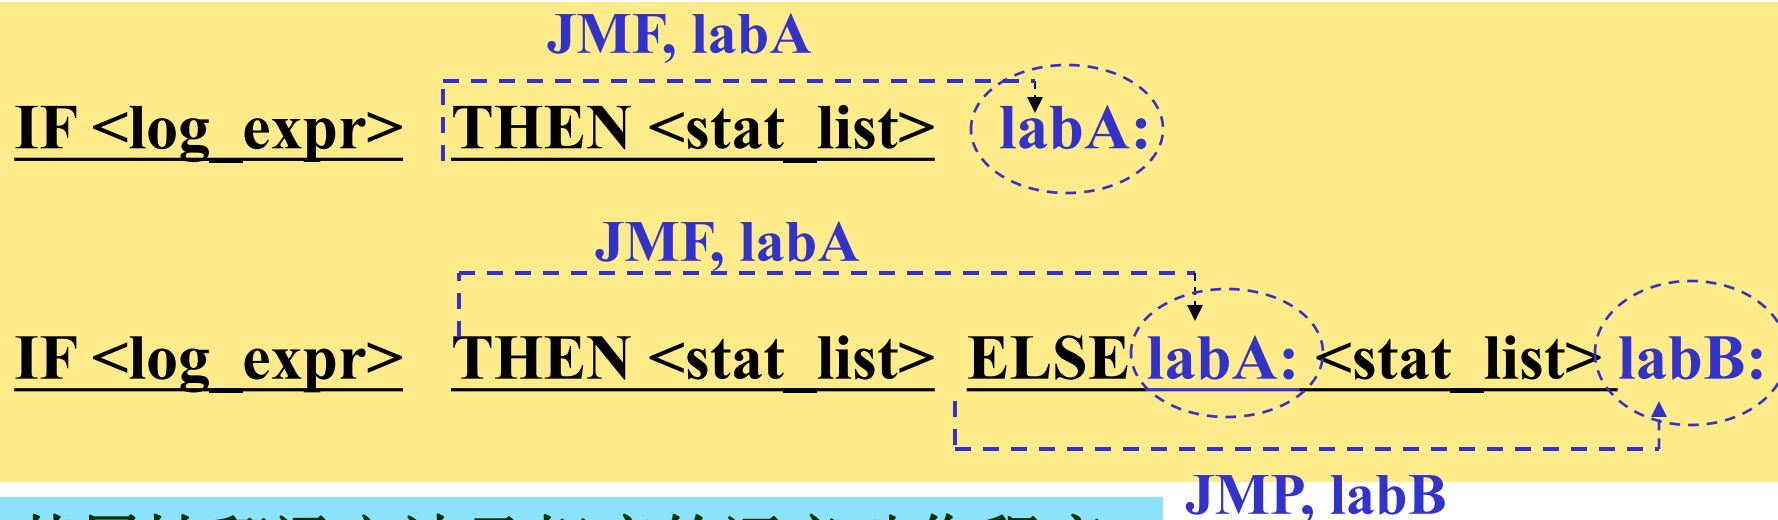 JMF, labA
IF <log_expr> THEN <stat_list> labA:
JMF, labA
IF <log_expr> THEN <stat_list> ELSE labA: <stat_list> labB:
JMP, labB